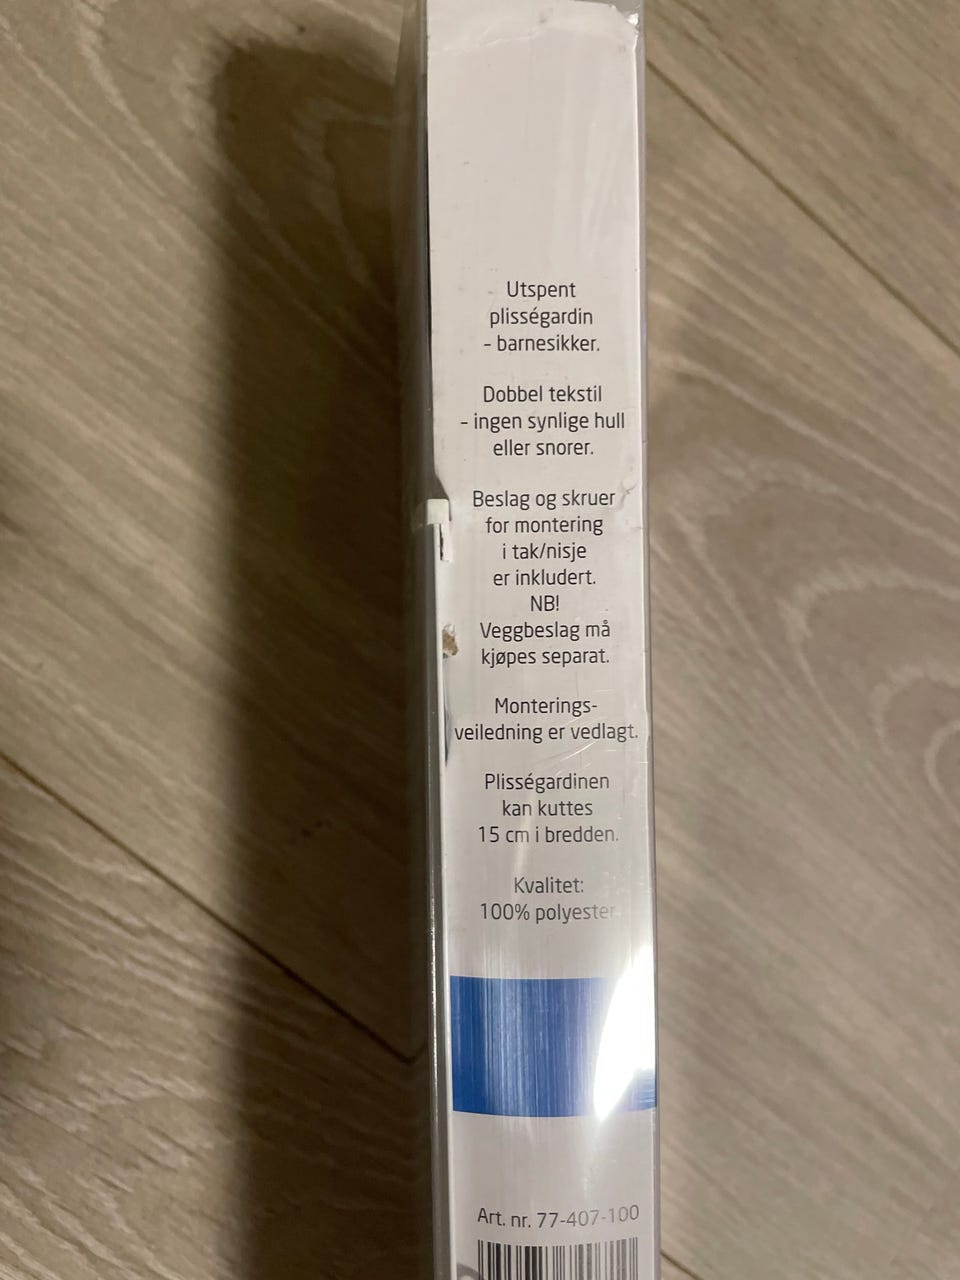 Utspent
plisségardin
– barnesikker.
Dobbel tekstil
– ingen synlige hull
eller snorer.
Beslag og skruer
for montering
i tak/nisje
er inkludert.
NB!
Veggbeslag må
kjøpes separat.
Monterings-
veiledning er vedlagt.
Plisségardinen
kan kuttes
15 cm i bredden.
Kvalitet:
100% polyester.
Art. nr. 77-407-100